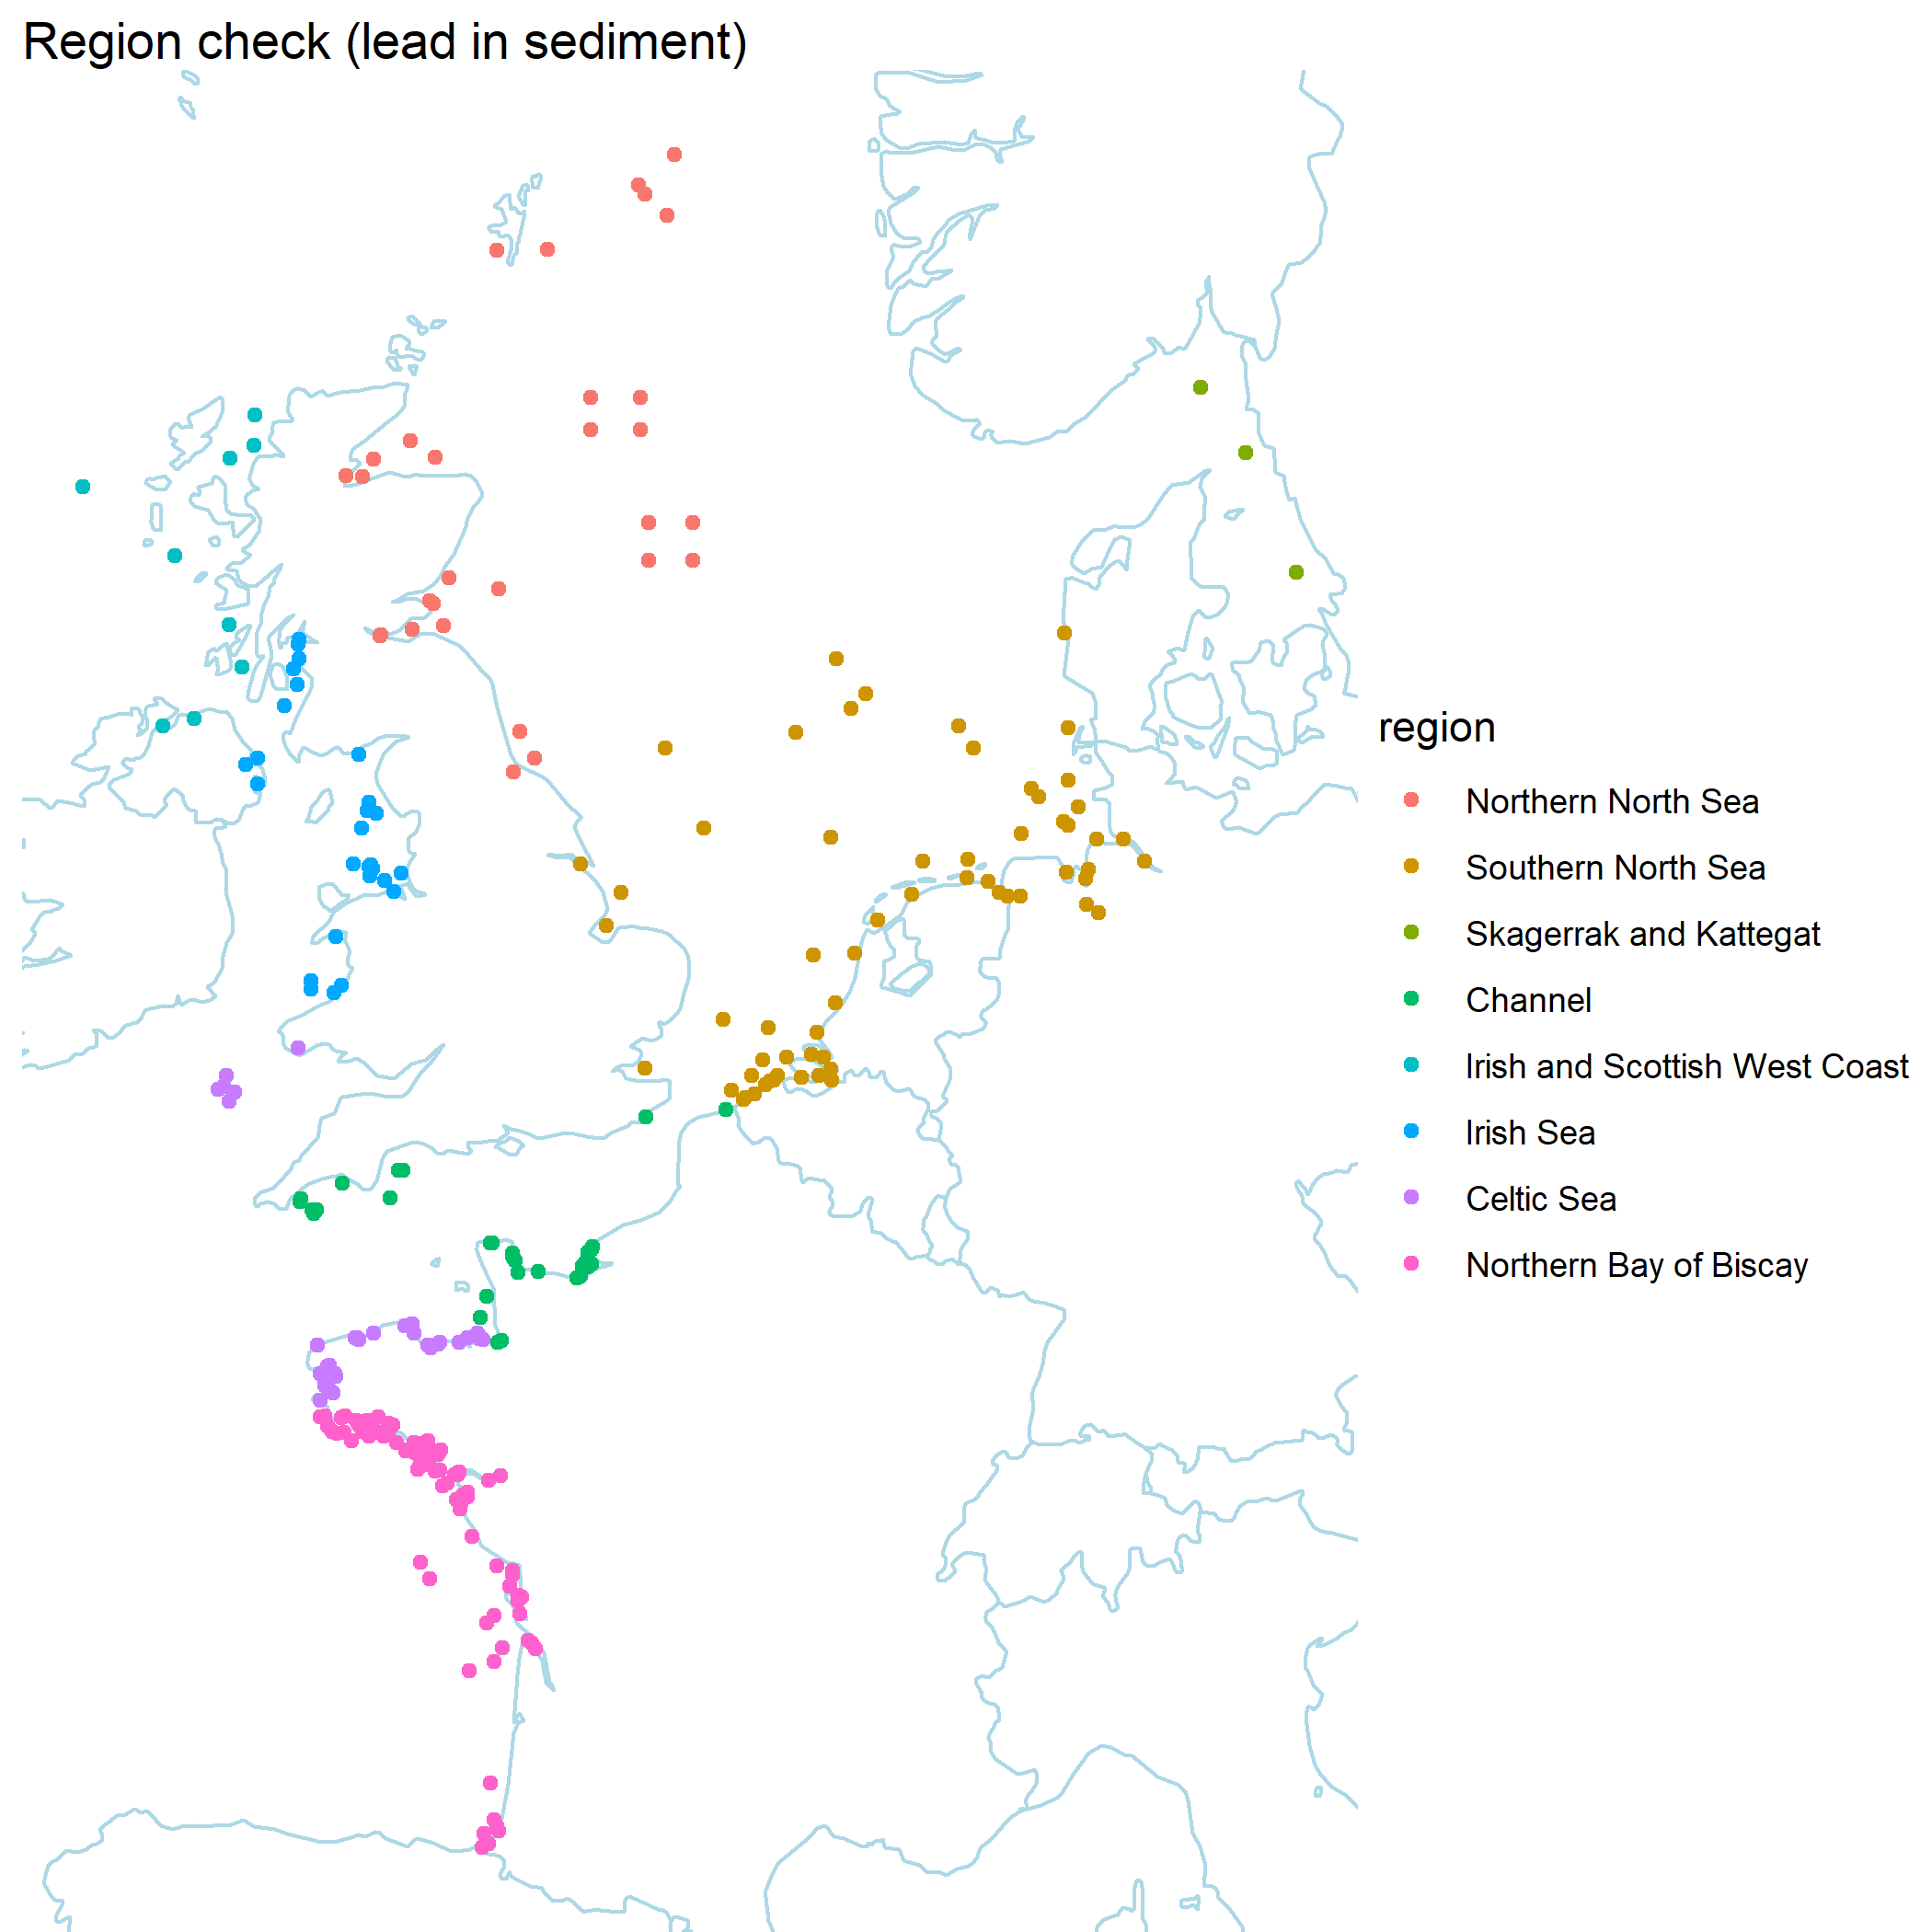 Region check (lead in sediment)
region
Northern North Sea
Southern North Sea
Skagerrak and Kattegat
Channel
Irish and Scottish West Coast
Irish Sea
Celtic Sea
Northern Bay of Biscay